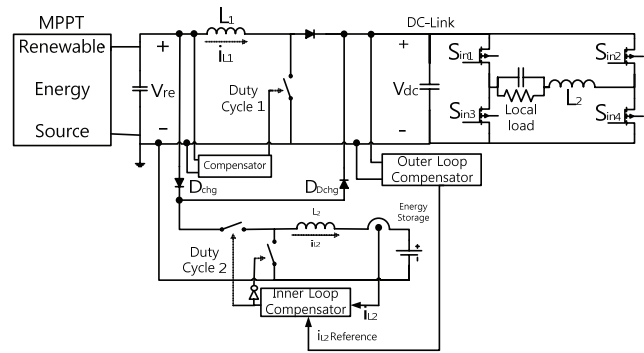 MPPT
Renewable
Energy
Source
+
Vre
−
L1
iL1
Duty
Cycle 1
DC-Link
+
Vdc
−
Sin1
Sin2
Sin3
Sin4
L2
Local
load
Compensator
Outer Loop
Compensator
Dchg
DDchg
L2
iL2
Energy
Storage
+
-
Duty
Cycle 2
Inner Loop
Compensator
iL2
iL2 Reference